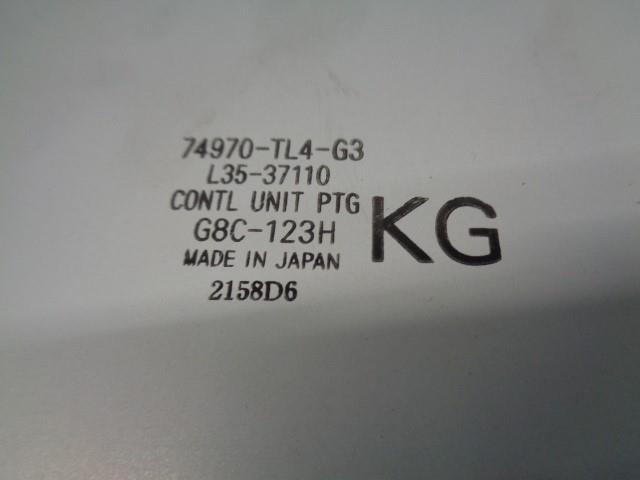 74970-TL4-G3
L35-37110
CONTL UNIT PTG
G8C-123H
KG
MADE IN JAPAN
2158D6